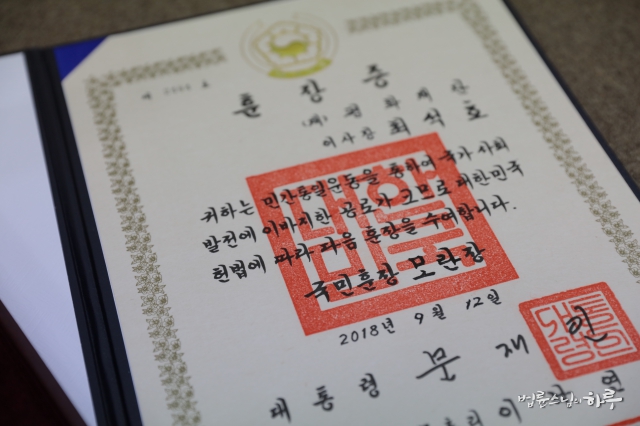 훈장증
(재) 평화재단
이사장 최석호
귀하는 민간통일운동을 통하여 국가 사회
발전에 이바지한 공로가 크므로 대한민국
헌법에 따라 다음 훈장을 수여합니다.
국민훈장 모란장
2018년 9월 12일
대통령 문재인
이낙연
법륜스님의 하루